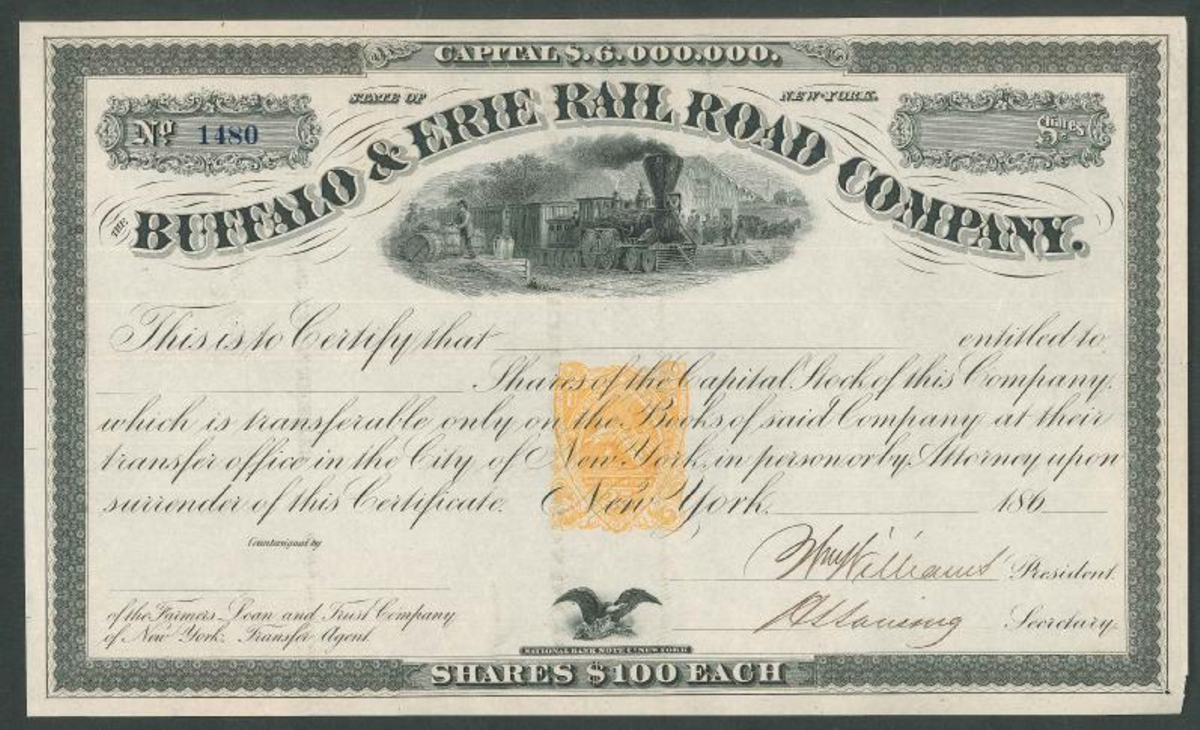 CAPITAL $. 6.000.000.
STATE OF NEW-YORK.
No 1480
Shares
THE BUFFALO & ERIE RAIL ROAD COMPANY.
This is to Certify that entitled to
Shares of the Capital Stock of this Company,
which is transferable only on the Books of said Company at their
transfer office in the City of New York, in person or by Attorney upon
surrender of this Certificate. New York, 186
Countersigned by
Wm Williams President
of the Farmers Loan and Trust Company
Secretary
of New York, Transfer Agent.
NATIONAL BANK NOTE Co NEW YORK
SHARES $100 EACH